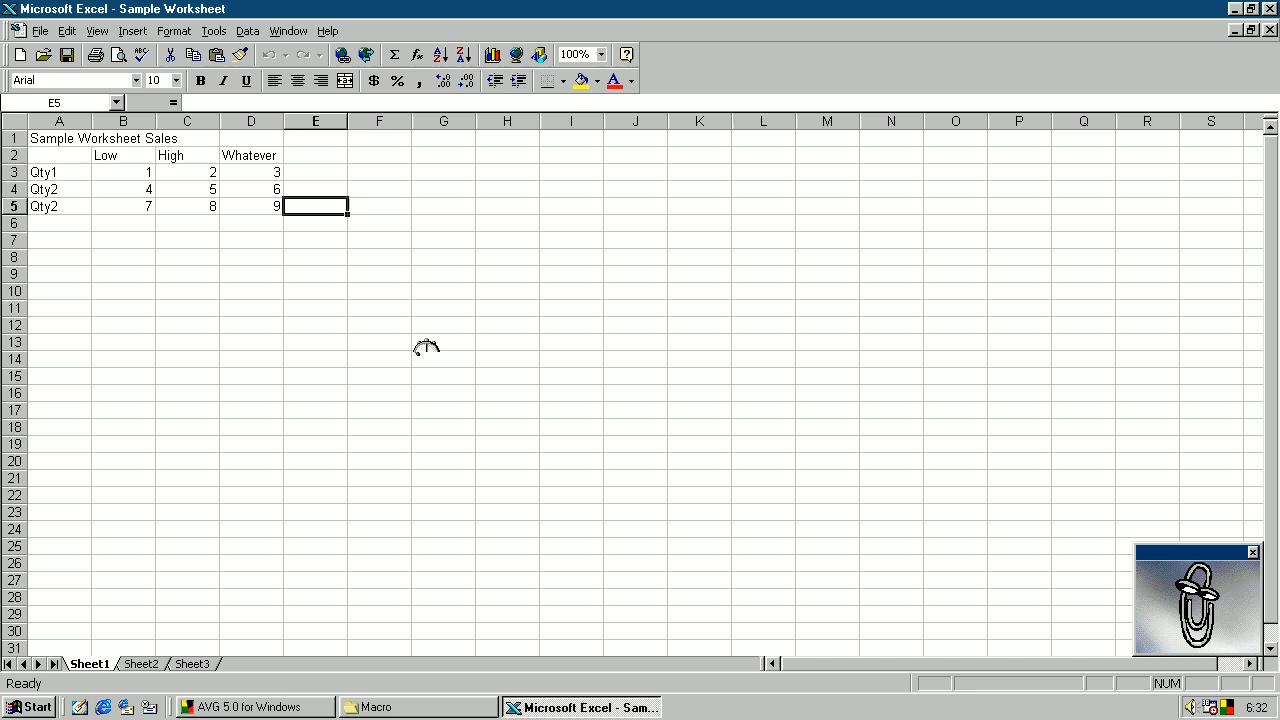 Microsoft Excel - Sample Worksheet
File Edit View Insert Format Tools Data Window Help
100%
Arial 10 B I U $ % ,
E5 =
A B C D E F G H I J K L M N O P Q R S
1 Sample Worksheet Sales
2 Low High Whatever
3 Qty1 1 2 3
4 Qty2 4 5 6
5 Qty2 7 8 9
6
7
8
9
10
11
12
13
14
15
16
17
18
19
20
21
22
23
24
25
26
27
28
29
30
31
Sheet1 Sheet2 Sheet3
Ready NUM
Start AVG 5.0 for Windows Macro Microsoft Excel - Sam... 6:32